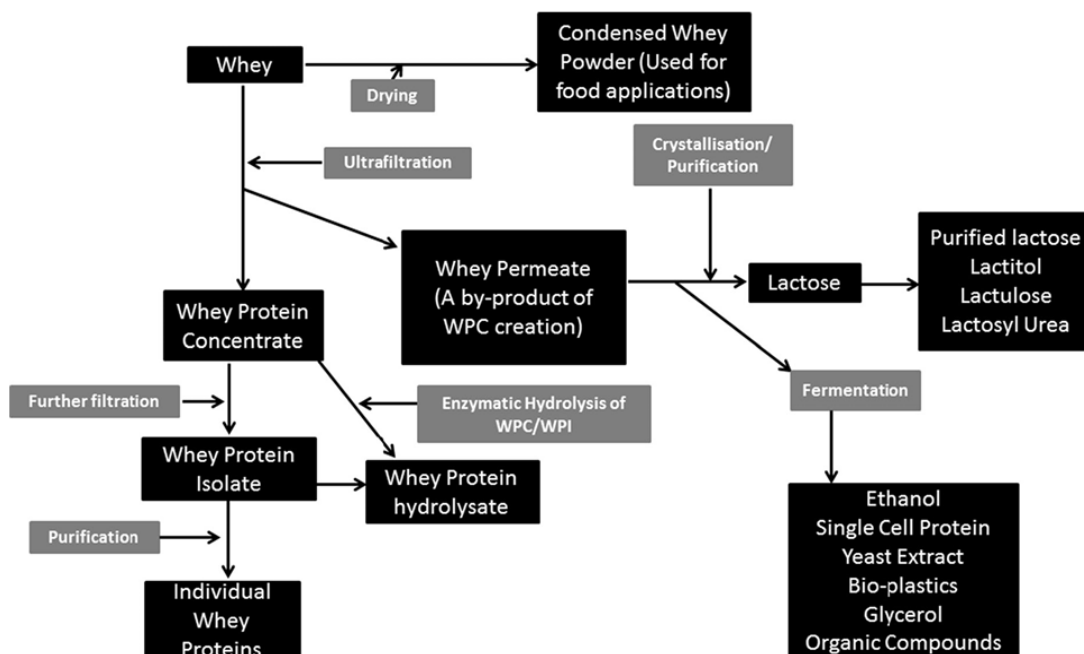 Whey
Drying
Condensed Whey
Powder (Used for
food applications)
Ultrafiltration
Crystallisation/
Purification
Whey Permeate
(A by-product of
WPC creation)
Lactose
Purified lactose
Lactitol
Lactulose
Lactosyl Urea
Whey Protein
Concentrate
Further filtration
Enzymatic Hydrolysis of
WPC/WPI
Fermentation
Whey Protein
Isolate
Whey Protein
hydrolysate
Purification
Individual
Whey
Proteins
Ethanol
Single Cell Protein
Yeast Extract
Bio-plastics
Glycerol
Organic Compounds